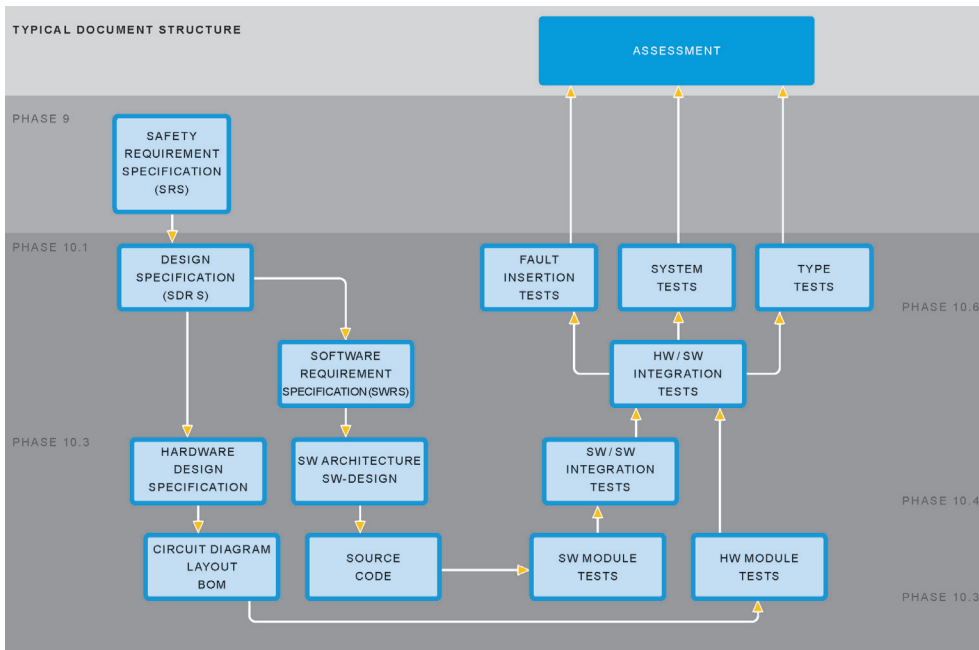 TYPICAL DOCUMENT STRUCTURE
ASSESSMENT
PHASE 9
SAFETY
REQUIREMENT
SPECIFICATION
(SRS)
PHASE 10.1
DESIGN
SPECIFICATION
(SDR S)
FAULT
INSERTION
TESTS
SYSTEM
TESTS
TYPE
TESTS
PHASE 10.6
SOFTWARE
REQUIREMENT
SPECIFICATION(SWRS)
HW / SW
INTEGRATION
TESTS
PHASE 10.3
HARDWARE
DESIGN
SPECIFICATION
SW ARCHITECTURE
SW-DESIGN
SW / SW
INTEGRATION
TESTS
PHASE 10.4
CIRCUIT DIAGRAM
LAYOUT
BOM
SOURCE
CODE
SW MODULE
TESTS
HW MODULE
TESTS
PHASE 10.3